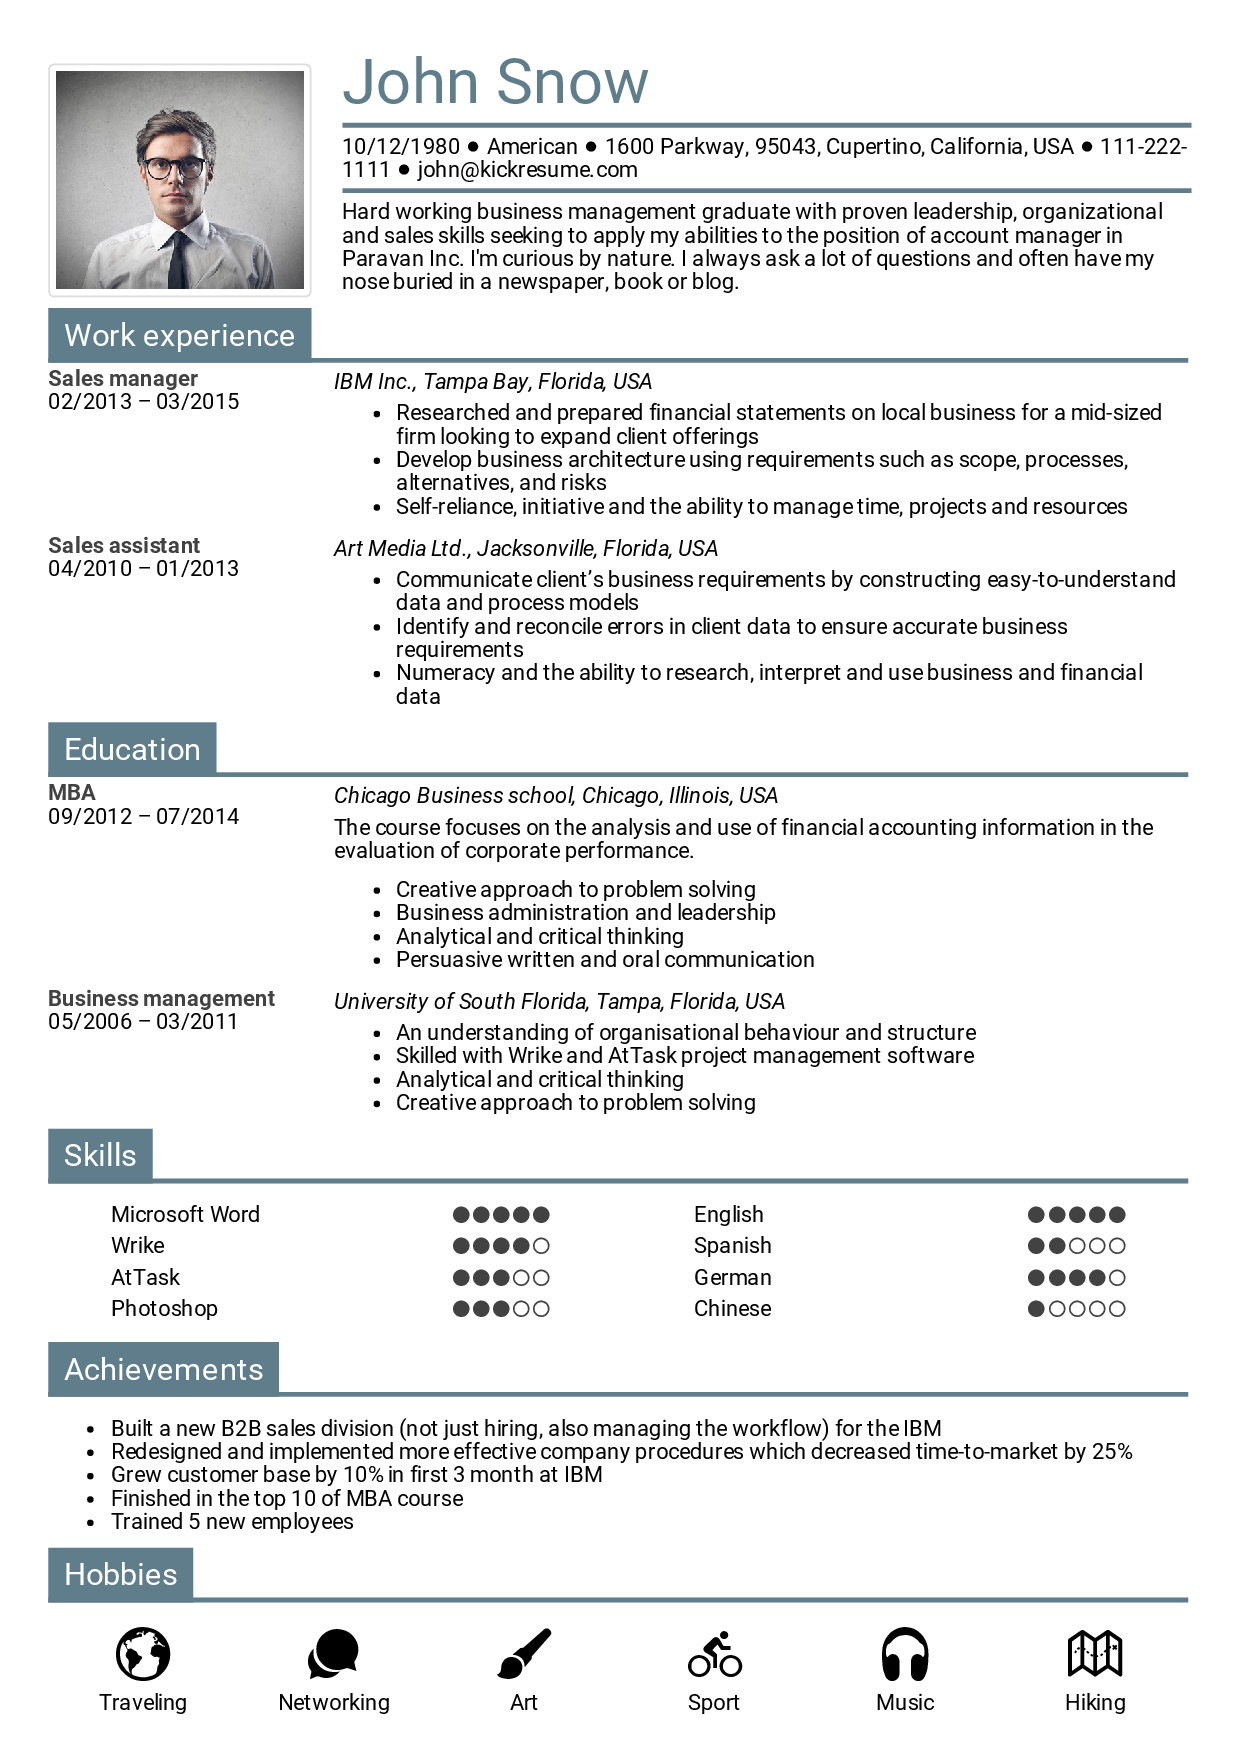 John Snow
10/12/1980 ● American ● 1600 Parkway, 95043, Cupertino, California, USA ● 111-222-
1111 ● john@kickresume.com
Hard working business management graduate with proven leadership, organizational
and sales skills seeking to apply my abilities to the position of account manager in
Paravan Inc. I'm curious by nature. I always ask a lot of questions and often have my
nose buried in a newspaper, book or blog.
Work experience
Sales manager
02/2013 – 03/2015
IBM Inc., Tampa Bay, Florida, USA
• Researched and prepared financial statements on local business for a mid-sized
firm looking to expand client offerings
• Develop business architecture using requirements such as scope, processes,
alternatives, and risks
• Self-reliance, initiative and the ability to manage time, projects and resources
Sales assistant
04/2010 – 01/2013
Art Media Ltd., Jacksonville, Florida, USA
• Communicate client’s business requirements by constructing easy-to-understand
data and process models
• Identify and reconcile errors in client data to ensure accurate business
requirements
• Numeracy and the ability to research, interpret and use business and financial
data
Education
MBA
09/2012 – 07/2014
Chicago Business school, Chicago, Illinois, USA
The course focuses on the analysis and use of financial accounting information in the
evaluation of corporate performance.
• Creative approach to problem solving
• Business administration and leadership
• Analytical and critical thinking
• Persuasive written and oral communication
Business management
05/2006 – 03/2011
University of South Florida, Tampa, Florida, USA
• An understanding of organisational behaviour and structure
• Skilled with Wrike and AtTask project management software
• Analytical and critical thinking
• Creative approach to problem solving
Skills
Microsoft Word
English
Wrike
Spanish
AtTask
German
Photoshop
Chinese
Achievements
• Built a new B2B sales division (not just hiring, also managing the workflow) for the IBM
• Redesigned and implemented more effective company procedures which decreased time-to-market by 25%
• Grew customer base by 10% in first 3 month at IBM
• Finished in the top 10 of MBA course
• Trained 5 new employees
Hobbies
Traveling
Networking
Art
Sport
Music
Hiking